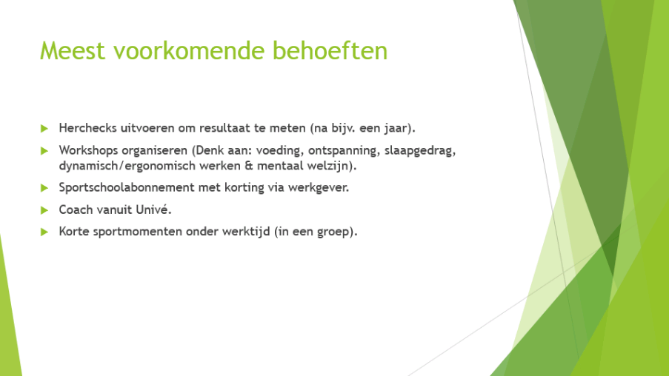 Meest voorkomende behoeften
Herchecks uitvoeren om resultaat te meten (na bijv. een jaar).
Workshops organiseren (Denk aan: voeding, ontspanning, slaapgedrag,
dynamisch/ergonomisch werken & mentaal welzijn).
Sportschoolabonnement met korting via werkgever.
Coach vanuit Univé.
Korte sportmomenten onder werktijd (in een groep).